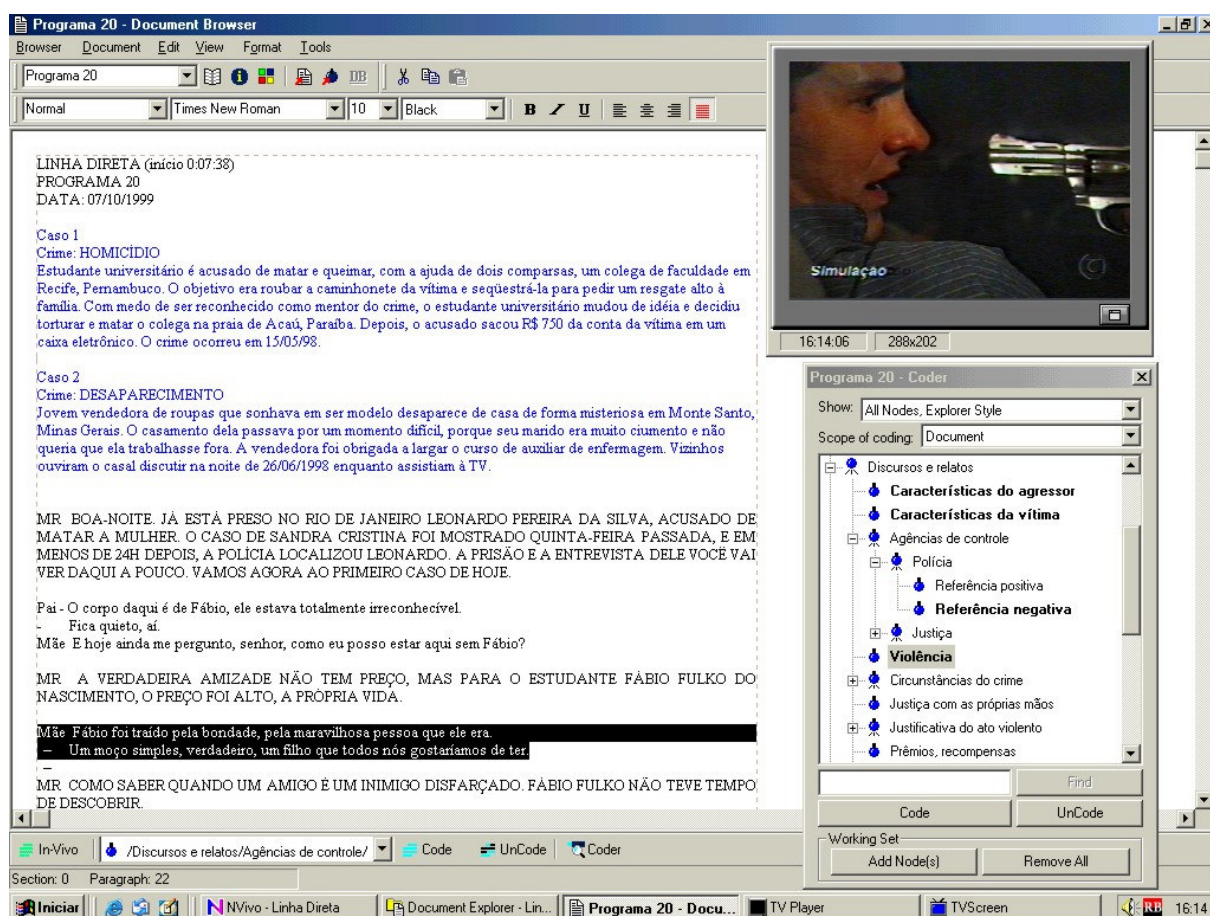 Programa 20 - Document Browser
Browser Document Edit View Format Tools
Programa 20
DB
Normal Times New Roman 10 Black B I U
LINHA DIRETA (início 0:07:38)
PROGRAMA 20
DATA: 07/10/1999
Caso 1
Crime: HOMICÍDIO
Estudante universitário é acusado de matar e queimar, com a ajuda de dois comparsas, um colega de faculdade em
Recife, Pernambuco. O objetivo era roubar a caminhonete da vítima e seqüestrá-la para pedir um resgate alto à
família. Com medo de ser reconhecido como mentor do crime, o estudante universitário mudou de idéia e decidiu
torturar e matar o colega na praia de Acaú, Paraíba. Depois, o acusado sacou R$ 750 da conta da vítima em um
caixa eletrônico. O crime ocorreu em 15/05/98.
Caso 2
Crime: DESAPARECIMENTO
Jovem vendedora de roupas que sonhava em ser modelo desaparece de casa de forma misteriosa em Monte Santo,
Minas Gerais. O casamento dela passava por um momento difícil, porque seu marido era muito ciumento e não
queria que ela trabalhasse fora. A vendedora foi obrigada a largar o curso de auxiliar de enfermagem. Vizinhos
ouviram o casal discutir na noite de 26/06/1998 enquanto assistiam à TV.
MR BOA-NOITE. JÁ ESTÁ PRESO NO RIO DE JANEIRO LEONARDO PEREIRA DA SILVA, ACUSADO DE
MATAR A MULHER. O CASO DE SANDRA CRISTINA FOI MOSTRADO QUINTA-FEIRA PASSADA, E EM
MENOS DE 24H DEPOIS, A POLÍCIA LOCALIZOU LEONARDO. A PRISÃO E A ENTREVISTA DELE VOCÊ VAI
VER DAQUI A POUCO. VAMOS AGORA AO PRIMEIRO CASO DE HOJE.
Pai - O corpo daqui é de Fábio, ele estava totalmente irreconhecível.
- Fica quieto, aí.
Mãe E hoje ainda me pergunto, senhor, como eu posso estar aqui sem Fábio?
MR A VERDADEIRA AMIZADE NÃO TEM PREÇO, MAS PARA O ESTUDANTE FÁBIO FULKO DO
NASCIMENTO, O PREÇO FOI ALTO, A PRÓPRIA VIDA.
Mãe Fábio foi traído pela bondade, pela maravilhosa pessoa que ele era.
– Um moço simples, verdadeiro, um filho que todos nós gostaríamos de ter.
–
MR COMO SABER QUANDO UM AMIGO É UM INIMIGO DISFARÇADO. FÁBIO FULKO NÃO TEVE TEMPO
DE DESCOBRIR.
Simulação
16:14:06 288x202
Programa 20 - Coder
Show: All Nodes, Explorer Style
Scope of coding: Document
Discursos e relatos
Características do agressor
Características da vítima
Agências de controle
Polícia
Referência positiva
Referência negativa
Justiça
Violência
Circunstâncias do crime
Justiça com as próprias mãos
Justificativa do ato violento
Prêmios, recompensas
Find
Code UnCode
Working Set
Add Node(s) Remove All
In-Vivo /Discursos e relatos/Agências de controle/ Code UnCode Coder
Section: 0 Paragraph: 22
Iniciar NVivo - Linha Direta Document Explorer - Lin... Programa 20 - Docu... TV Player TVScreen RB 16:14